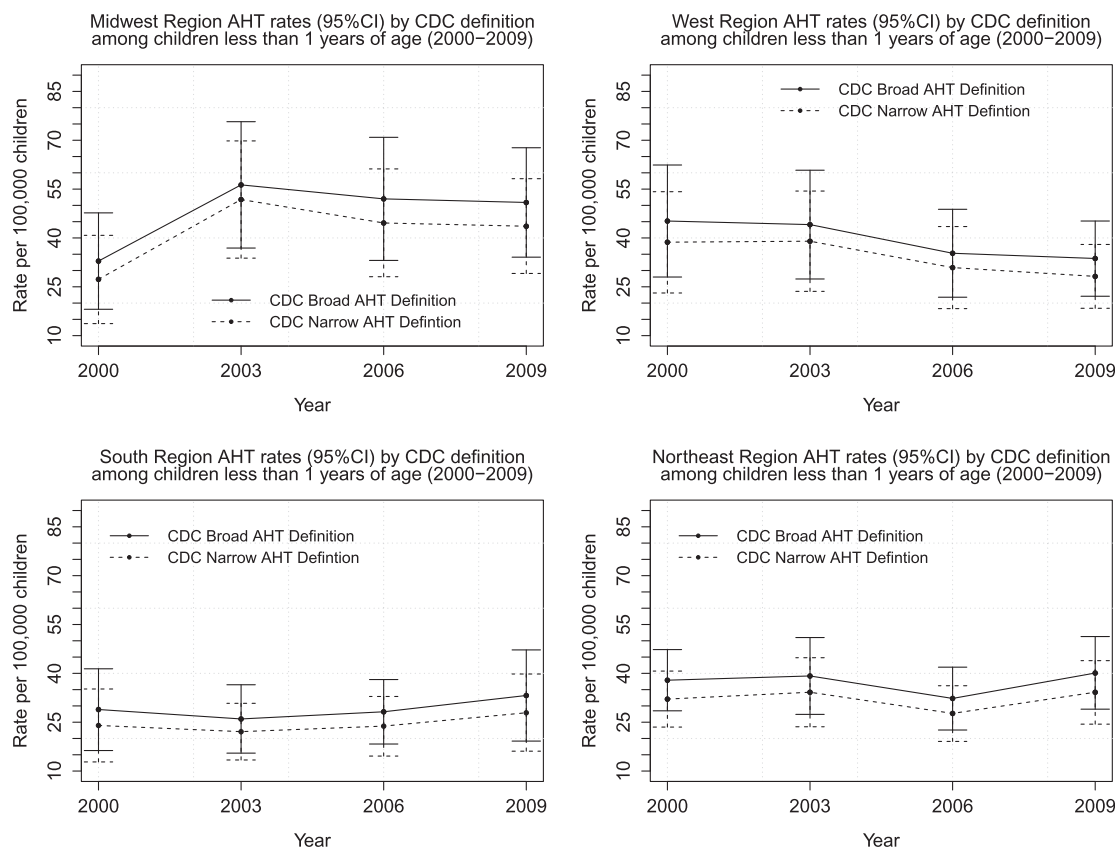 Midwest Region AHT rates (95%CI) by CDC definition
among children less than 1 years of age (2000−2009)
Rate per 100,000 children
85
70
55
40
25
10
CDC Broad AHT Definition
CDC Narrow AHT Defintion
2000 2003 2006 2009
Year
West Region AHT rates (95%CI) by CDC definition
among children less than 1 years of age (2000−2009)
Rate per 100,000 children
85
70
55
40
25
10
CDC Broad AHT Definition
CDC Narrow AHT Defintion
2000 2003 2006 2009
Year
South Region AHT rates (95%CI) by CDC definition
among children less than 1 years of age (2000−2009)
Rate per 100,000 children
85
70
55
40
25
10
CDC Broad AHT Definition
CDC Narrow AHT Defintion
2000 2003 2006 2009
Year
Northeast Region AHT rates (95%CI) by CDC definition
among children less than 1 years of age (2000−2009)
Rate per 100,000 children
85
70
55
40
25
10
CDC Broad AHT Definition
CDC Narrow AHT Defintion
2000 2003 2006 2009
Year